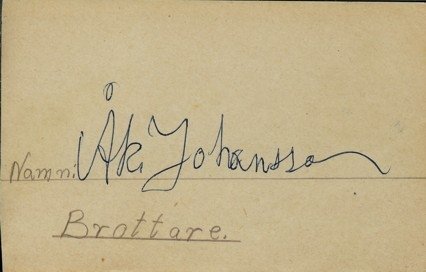 Namn: Åke Johansson
Brottare.